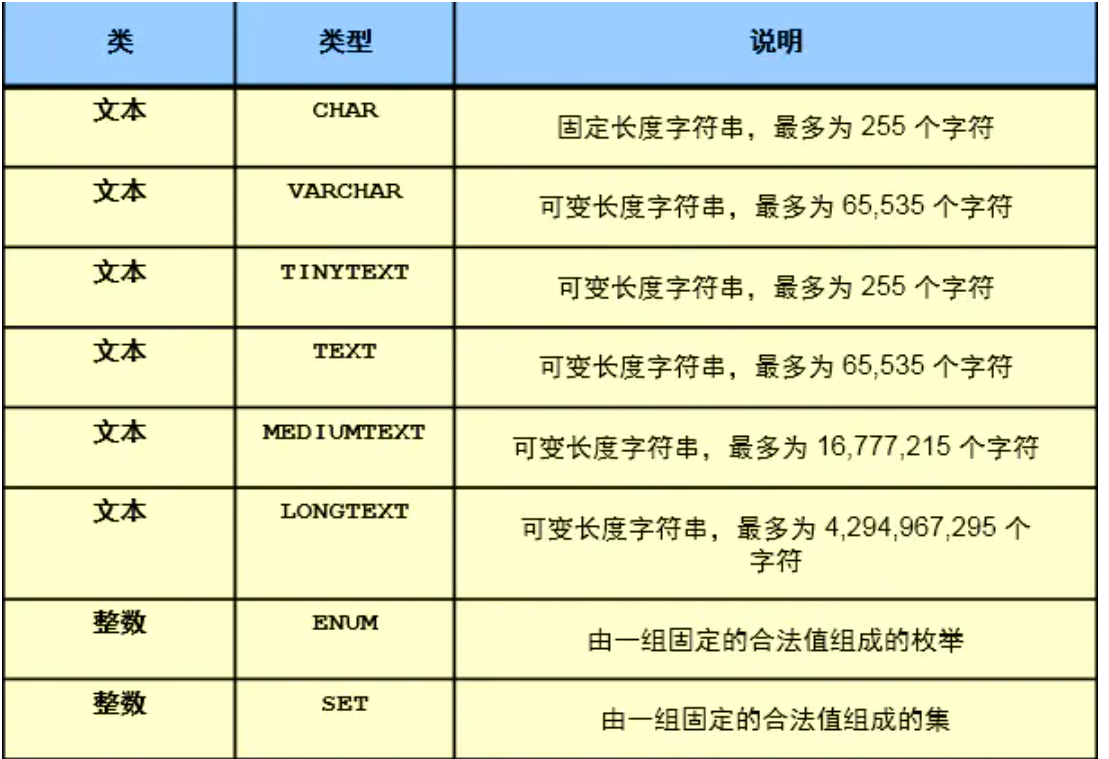 类 类型 说明
文本 CHAR 固定长度字符串，最多为 255 个字符
文本 VARCHAR 可变长度字符串，最多为 65,535 个字符
文本 TINYTEXT 可变长度字符串，最多为 255 个字符
文本 TEXT 可变长度字符串，最多为 65,535 个字符
文本 MEDIUMTEXT 可变长度字符串，最多为 16,777,215 个字符
文本 LONGTEXT 可变长度字符串，最多为 4,294,967,295 个
字符
整数 ENUM 由一组固定的合法值组成的枚举
整数 SET 由一组固定的合法值组成的集